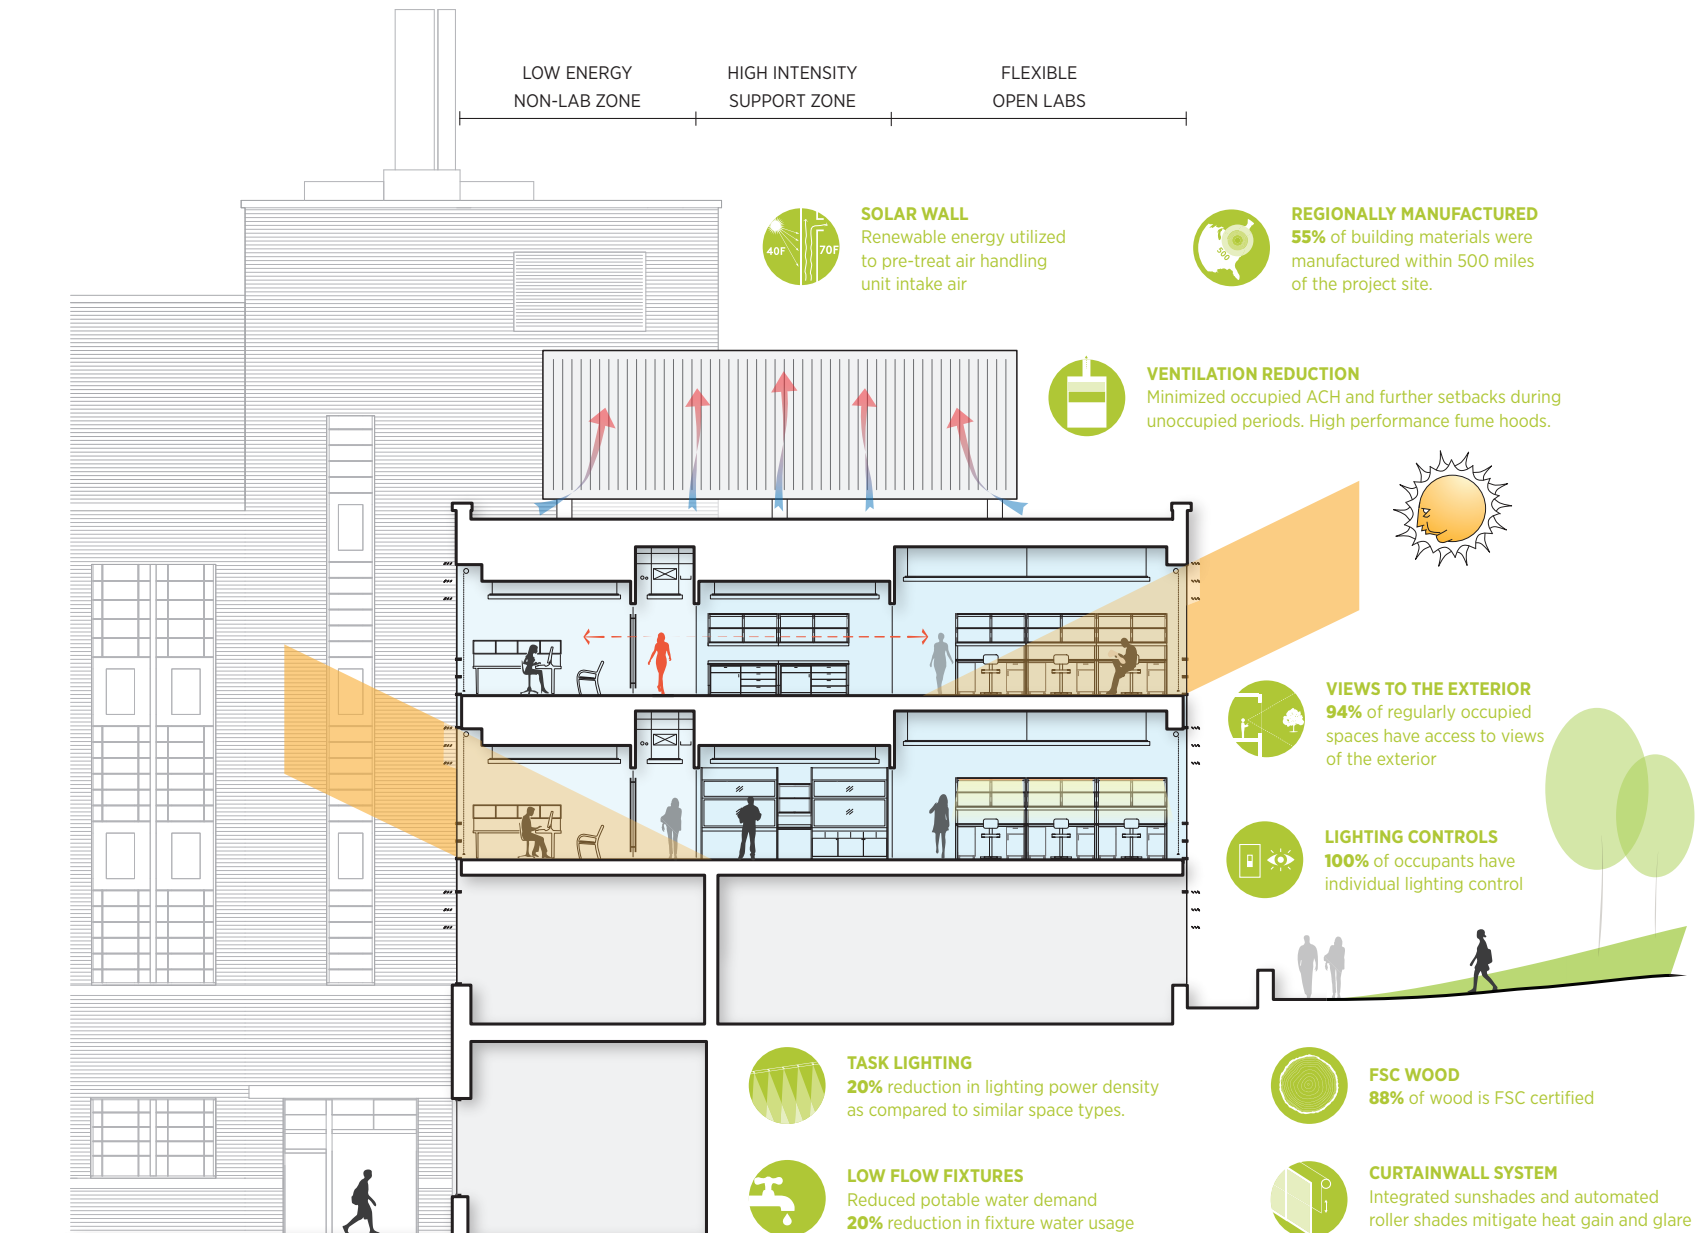 LOW ENERGY
NON-LAB ZONE
HIGH INTENSITY
SUPPORT ZONE
FLEXIBLE
OPEN LABS
40F
70F
SOLAR WALL
Renewable energy utilized
to pre-treat air handling
unit intake air
500
REGIONALLY MANUFACTURED
55% of building materials were
manufactured within 500 miles
of the project site.
VENTILATION REDUCTION
Minimized occupied ACH and further setbacks during
unoccupied periods. High performance fume hoods.
VIEWS TO THE EXTERIOR
94% of regularly occupied
spaces have access to views
of the exterior
LIGHTING CONTROLS
100% of occupants have
individual lighting control
TASK LIGHTING
20% reduction in lighting power density
as compared to similar space types.
FSC WOOD
88% of wood is FSC certified
LOW FLOW FIXTURES
Reduced potable water demand
20% reduction in fixture water usage
CURTAINWALL SYSTEM
Integrated sunshades and automated
roller shades mitigate heat gain and glare